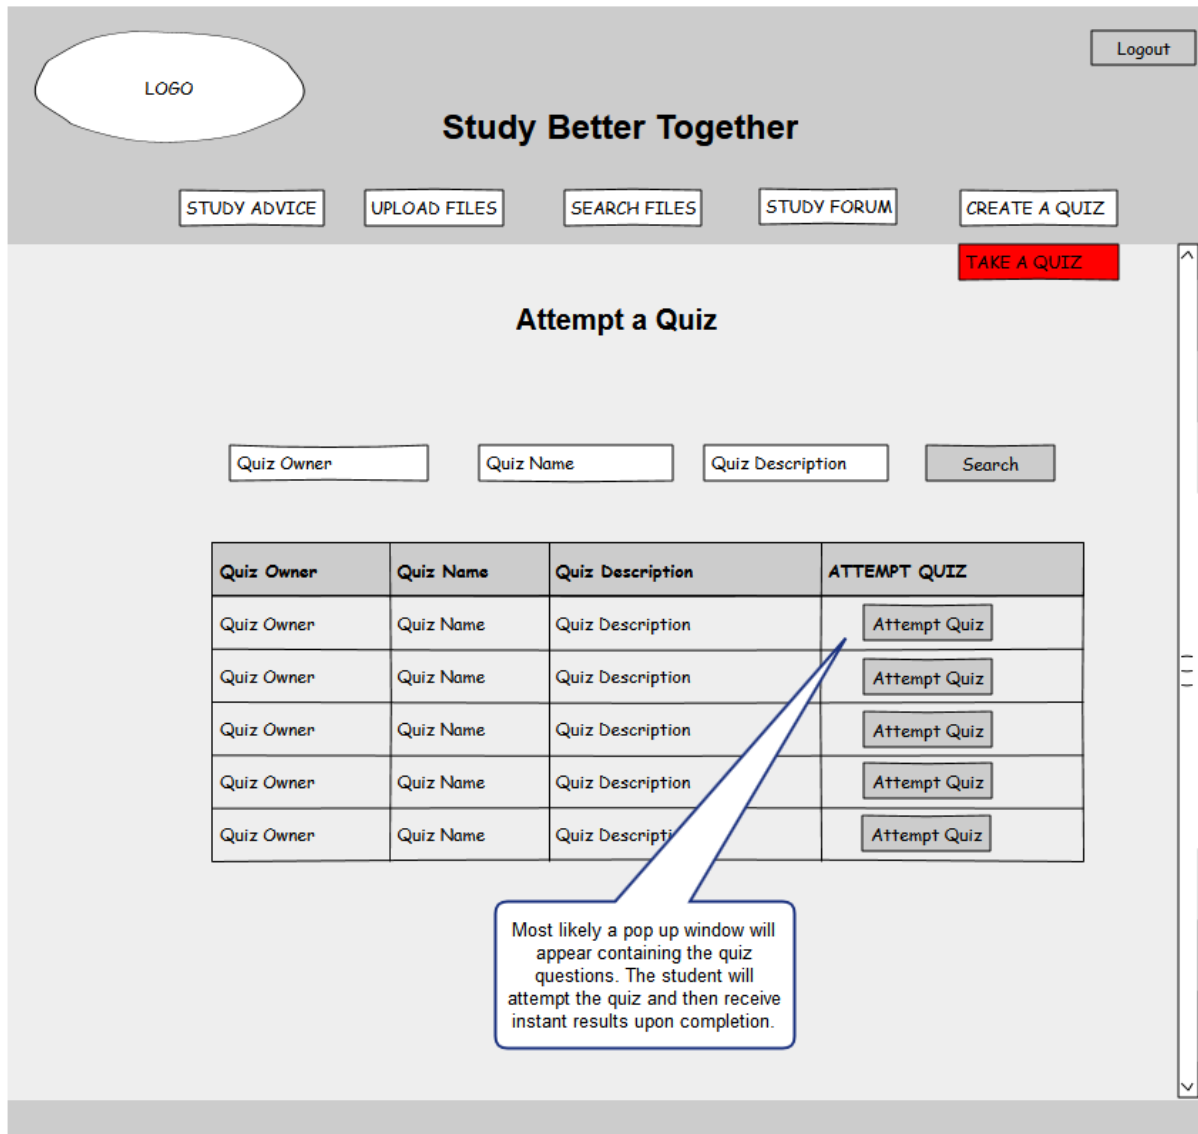 Logout
LOGO
Study Better Together
STUDY ADVICE UPLOAD FILES SEARCH FILES STUDY FORUM CREATE A QUIZ
TAKE A QUIZ
Attempt a Quiz
Quiz Owner Quiz Name Quiz Description Search
Quiz Owner Quiz Name Quiz Description ATTEMPT QUIZ
Quiz Owner Quiz Name Quiz Description Attempt Quiz
Quiz Owner Quiz Name Quiz Description Attempt Quiz
Quiz Owner Quiz Name Quiz Description Attempt Quiz
Quiz Owner Quiz Name Quiz Description Attempt Quiz
Quiz Owner Quiz Name Quiz Description Attempt Quiz
Most likely a pop up window will
appear containing the quiz
questions. The student will
attempt the quiz and then receive
instant results upon completion.